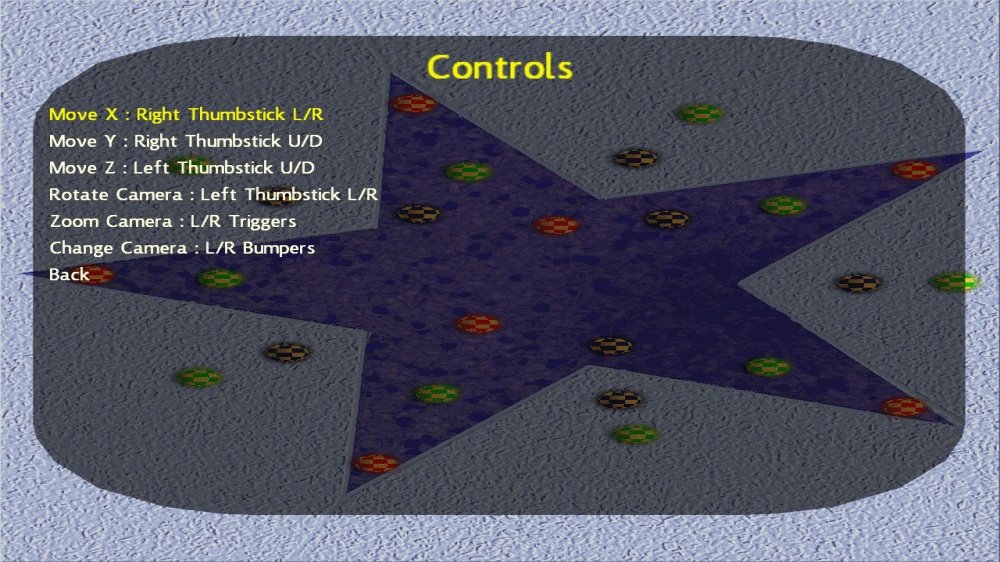 Controls
Move X : Right Thumbstick L/R
Move Y : Right Thumbstick U/D
Move Z : Left Thumbstick U/D
Rotate Camera : Left Thumbstick L/R
Zoom Camera : L/R Triggers
Change Camera : L/R Bumpers
Back